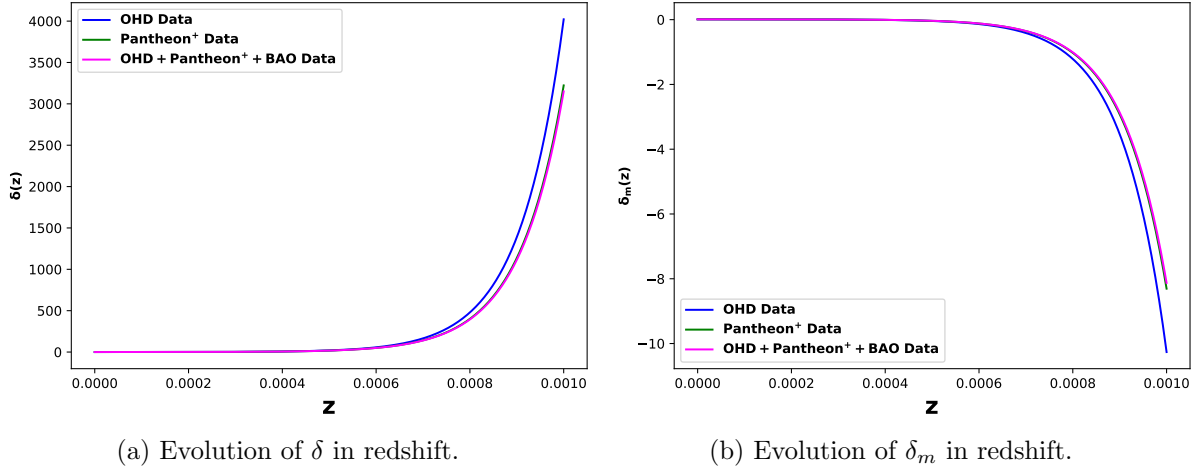 OHD Data
Pantheon⁺ Data
OHD + Pantheon⁺ + BAO Data
4000
3500
3000
2500
2000
1500
1000
500
0
δ(z)
0.0000 0.0002 0.0004 0.0006 0.0008 0.0010
z
(a) Evolution of δ in redshift.
0
−2
−4
−6
−8
−10
δₘ(z)
OHD Data
Pantheon⁺ Data
OHD + Pantheon⁺ + BAO Data
0.0000 0.0002 0.0004 0.0006 0.0008 0.0010
z
(b) Evolution of δₘ in redshift.